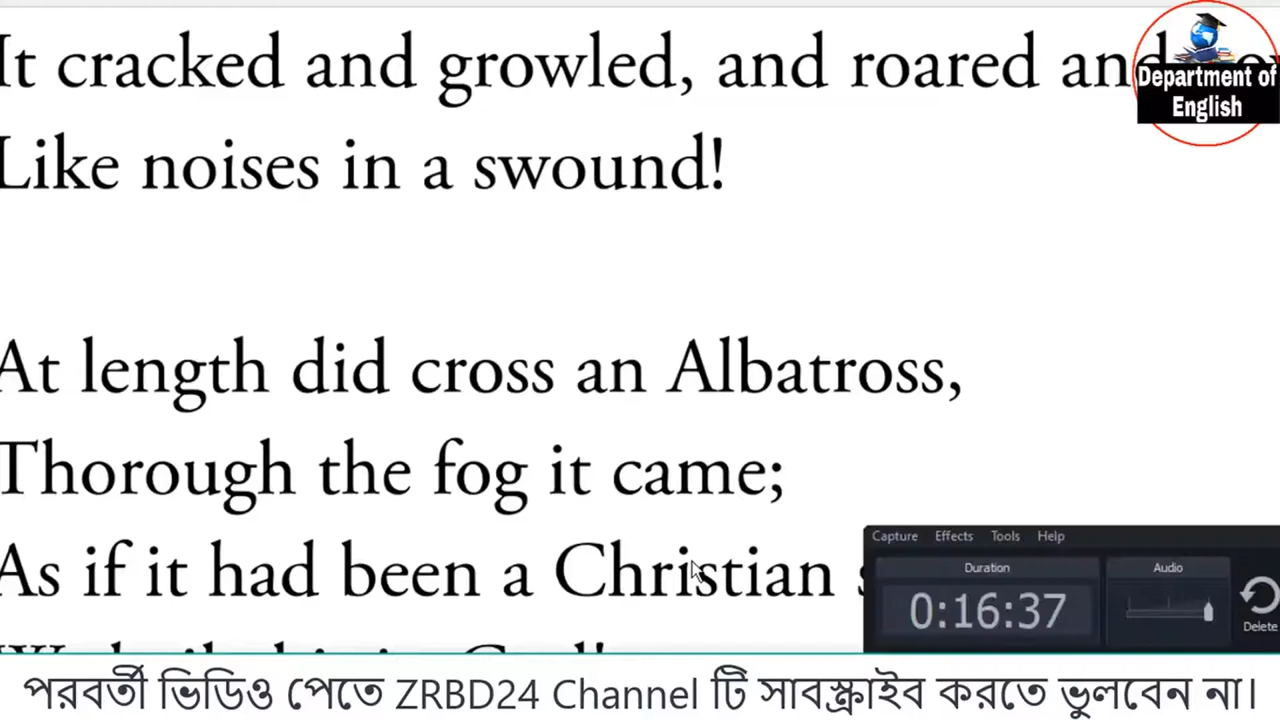 It cracked and growled, and roared and
Department of
English
Like noises in a swound!
At length did cross an Albatross,
Thorough the fog it came;
As if it had been a Christian
Capture Effects Tools Help
Duration
Audio
0:16:37
Delete
পরবর্তী ভিডিও পেতে ZRBD24 Channel টি সাবস্ক্রাইব করতে ভুলবেন না।